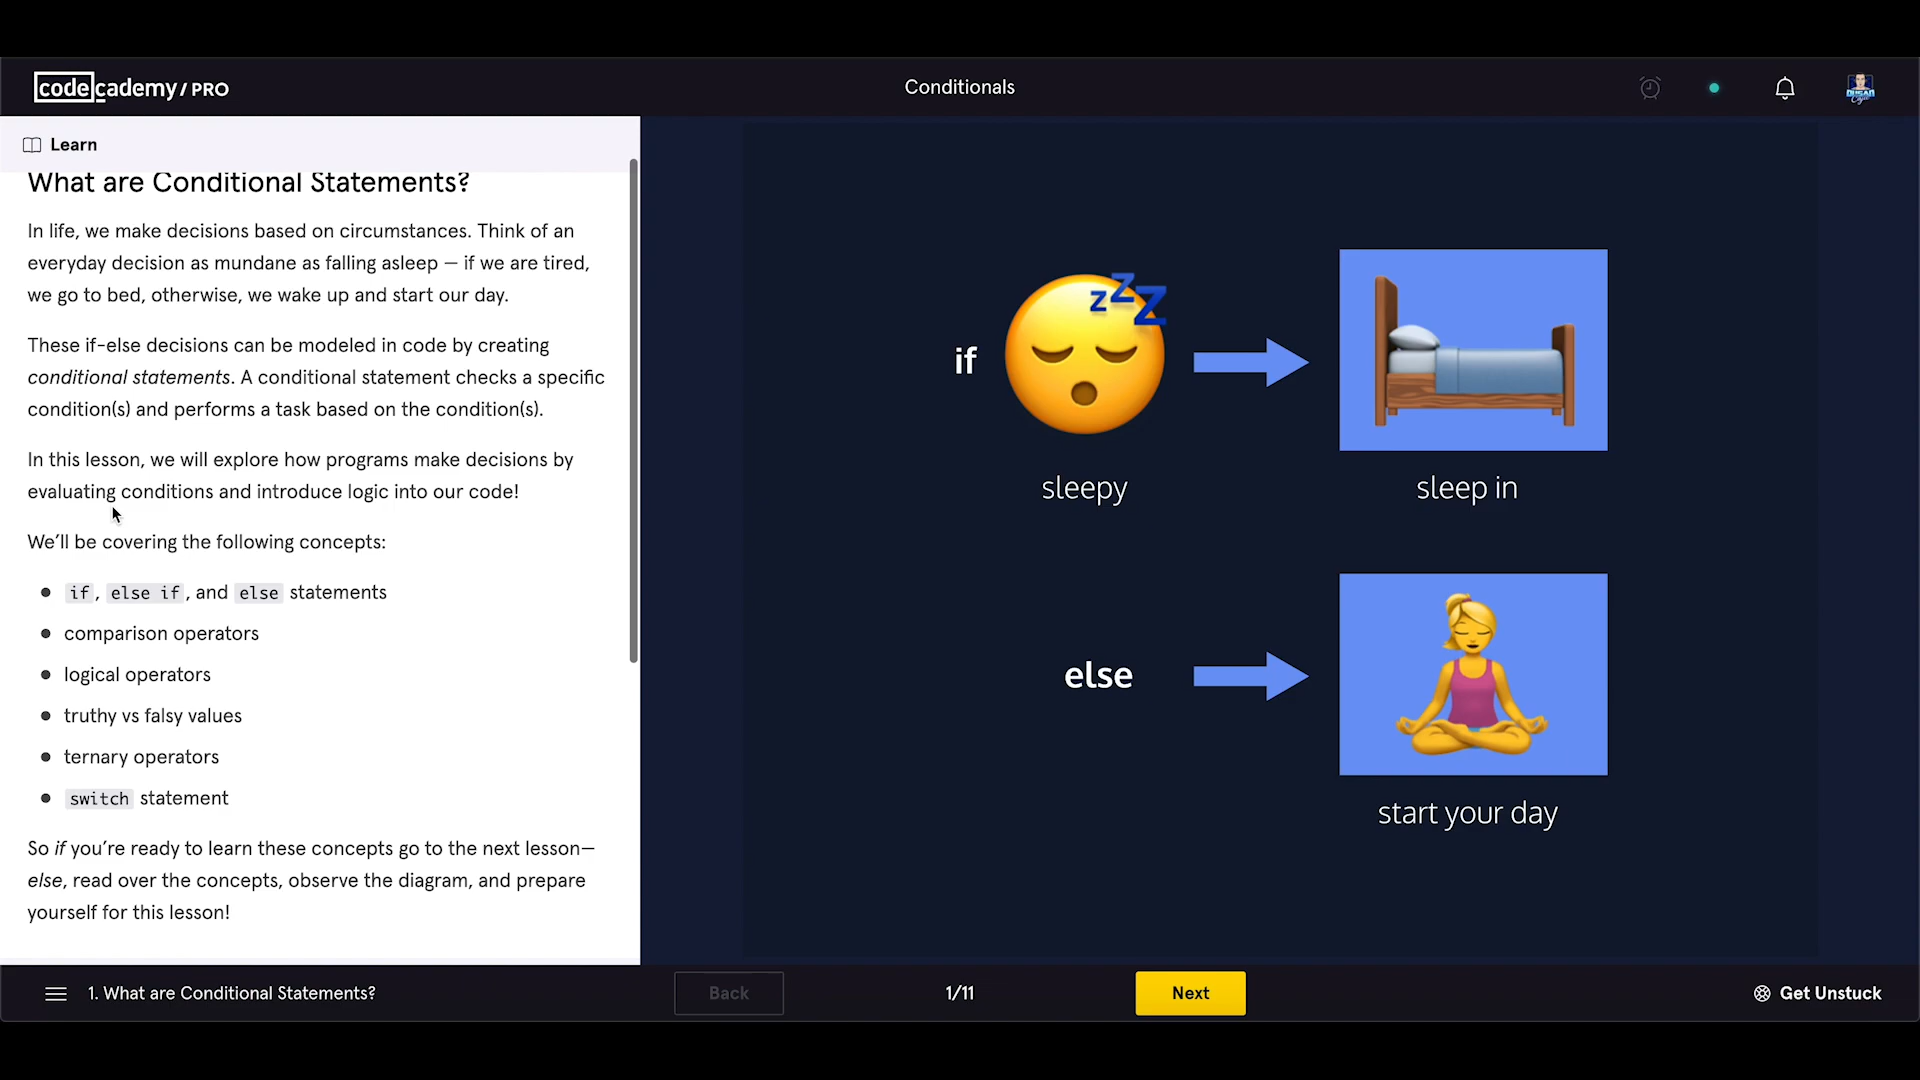 codecademy/PRO
Conditionals
Learn
What are Conditional Statements?
In life, we make decisions based on circumstances. Think of an
everyday decision as mundane as falling asleep — if we are tired,
we go to bed, otherwise, we wake up and start our day.
These if-else decisions can be modeled in code by creating
conditional statements. A conditional statement checks a specific
condition(s) and performs a task based on the condition(s).
In this lesson, we will explore how programs make decisions by
evaluating conditions and introduce logic into our code!
We’ll be covering the following concepts:
if, else if, and else statements
comparison operators
logical operators
truthy vs falsy values
ternary operators
switch statement
So if you’re ready to learn these concepts go to the next lesson—
else, read over the concepts, observe the diagram, and prepare
yourself for this lesson!
if
zzZ
sleepy
sleep in
else
start your day
1. What are Conditional Statements?
Back
1/11
Next
Get Unstuck